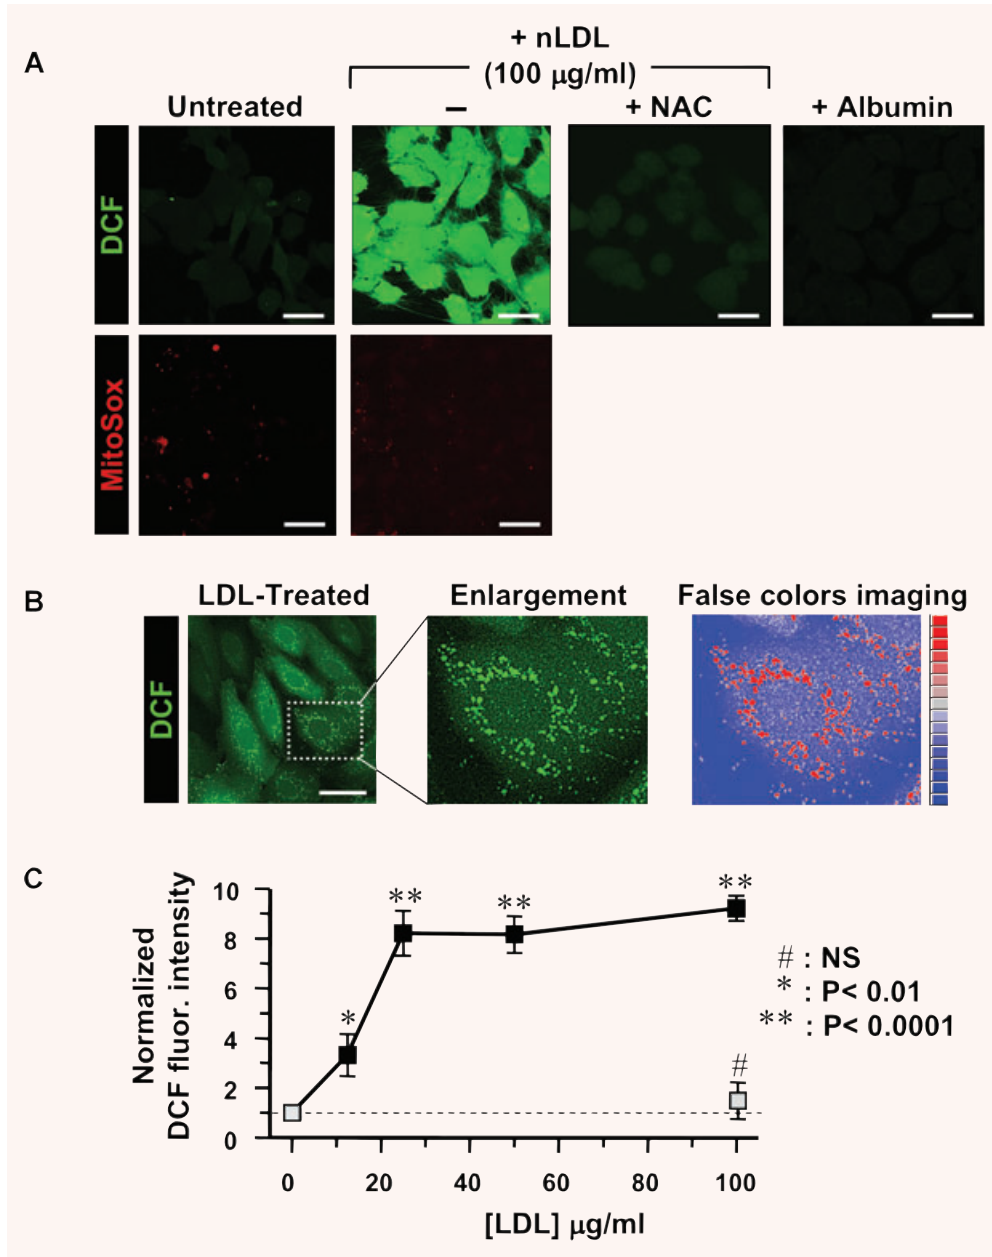 A
+ nLDL
(100 µg/ml)
Untreated
–
+ NAC
+ Albumin
DCF
MitoSox
B
LDL-Treated
Enlargement
False colors imaging
DCF
C
Normalized
DCF fluor. intensity
10
8
6
4
2
0
**
**
**
*
#
# : NS
* : P< 0.01
** : P< 0.0001
0 20 40 60 80 100
[LDL] µg/ml